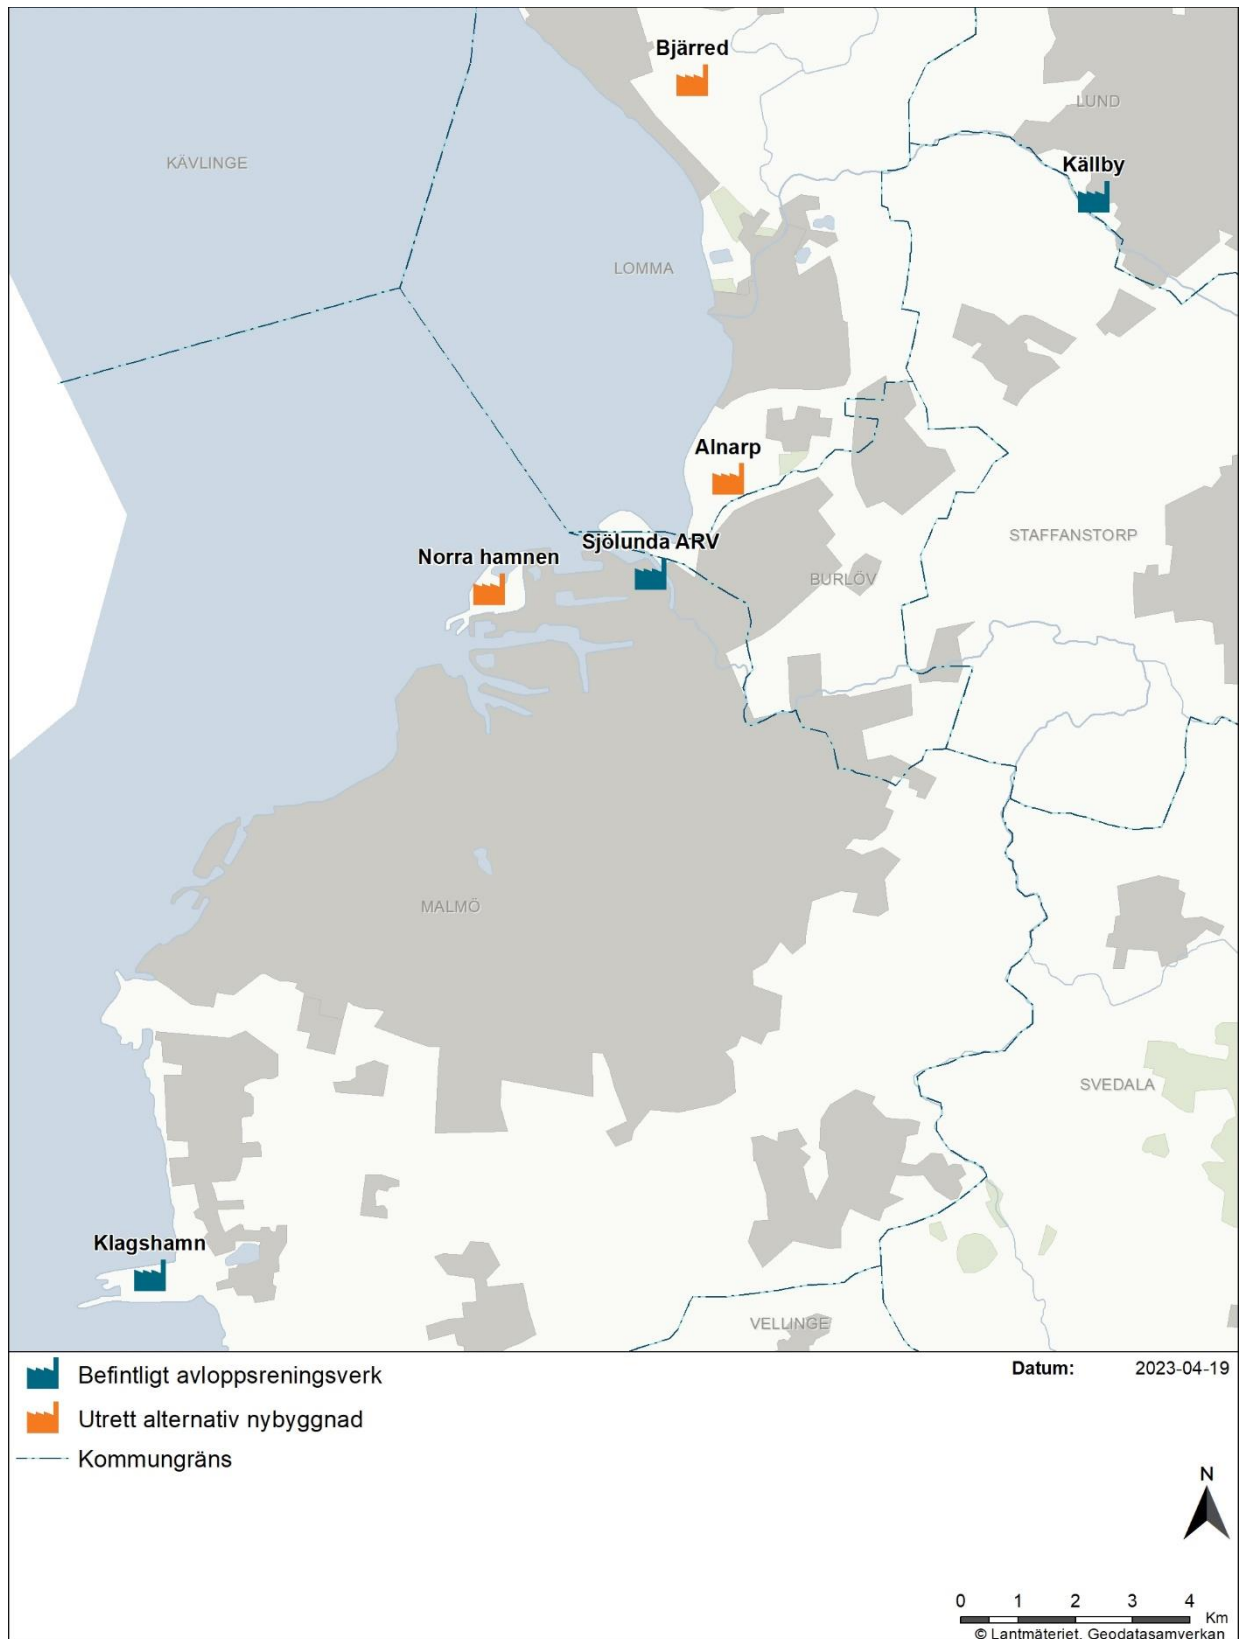 Bjärred
LUND
KÄVLINGE
Källby
LOMMA
Alnarp
STAFFANSTORP
Sjölunda ARV
Norra hamnen
BURLÖV
MALMÖ
SVEDALA
Klagshamn
VELLINGE
Befintligt avloppsreningsverk
Datum: 2023-04-19
Utrett alternativ nybyggnad
Kommungräns
N
0 1 2 3 4
Km
© Lantmäteriet, Geodatasamverkan